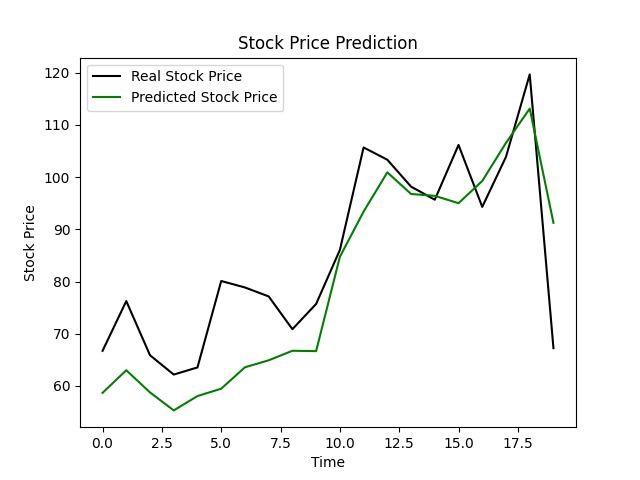 Stock Price Prediction
Real Stock Price
Predicted Stock Price
120
110
100
90
80
70
60
Stock Price
0.0 2.5 5.0 7.5 10.0 12.5 15.0 17.5
Time